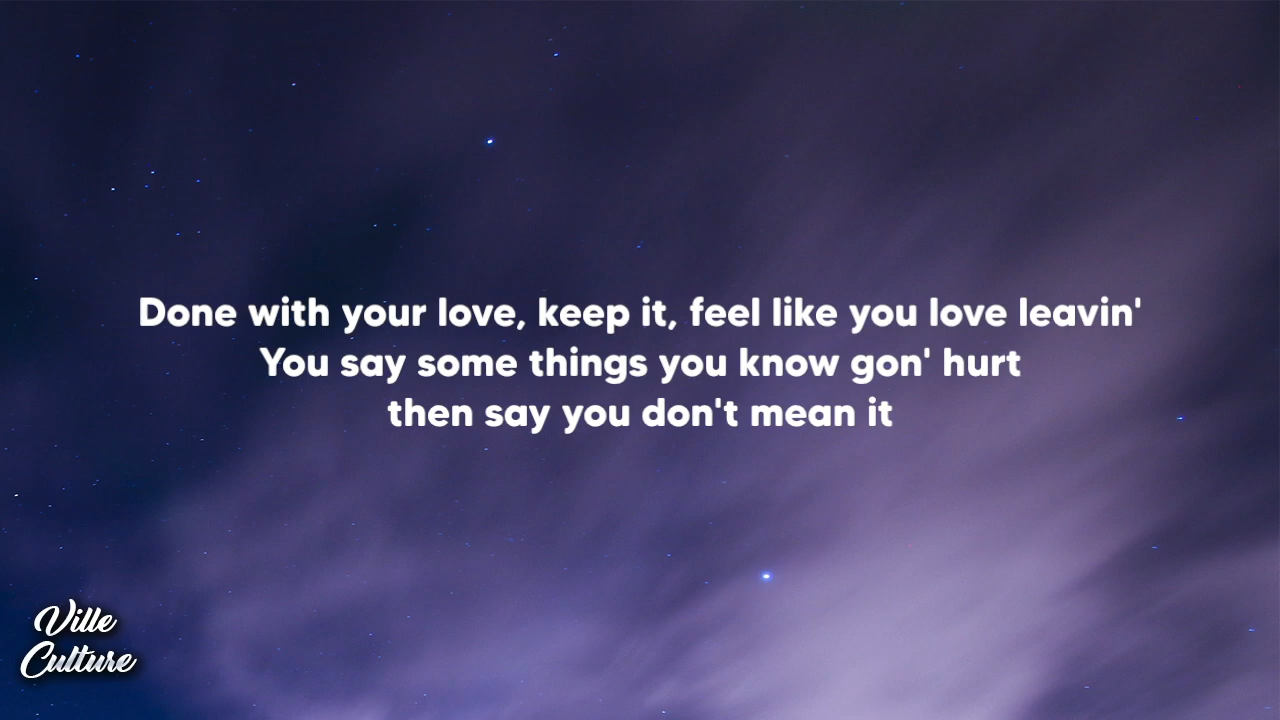 Done with your love, keep it, feel like you love leavin'
You say some things you know gon' hurt
then say you don't mean it
Ville
Culture